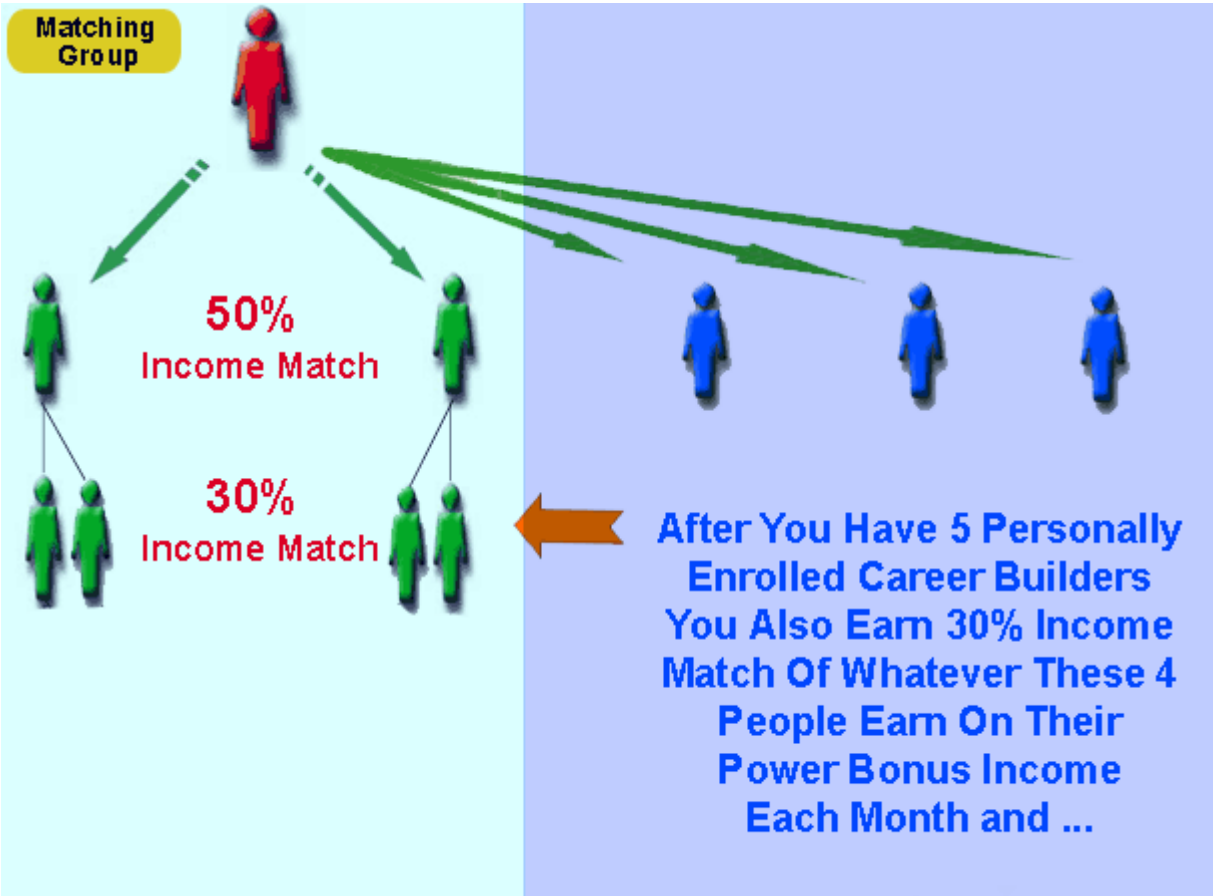 Matching
Group
50%
Income Match
30%
Income Match
After You Have 5 Personally
Enrolled Career Builders
You Also Earn 30% Income
Match Of Whatever These 4
People Earn On Their
Power Bonus Income
Each Month and ...